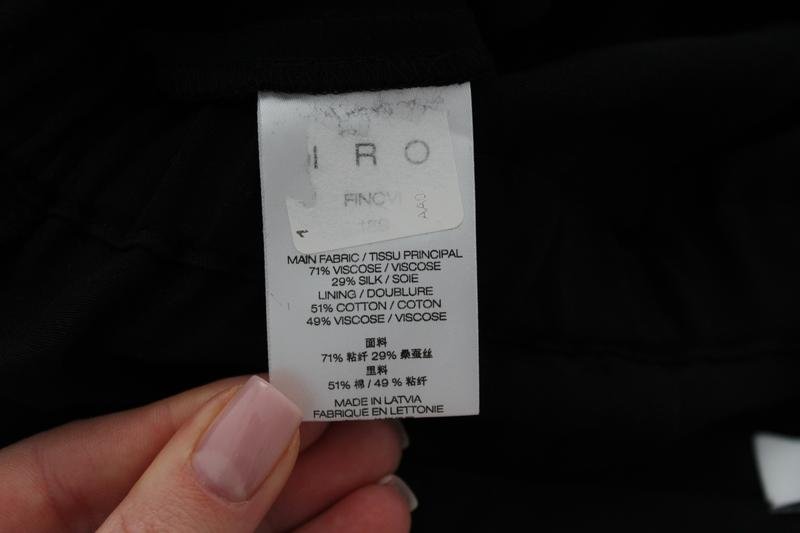 IRO
MAIN FABRIC / TISSU PRINCIPAL
71% VISCOSE / VISCOSE
29% SILK / SOIE
LINING / DOUBLURE
51% COTTON / COTON
49% VISCOSE / VISCOSE
面料
71% 粘纤 29% 桑蚕丝
里料
51% 棉 / 49 % 粘纤
MADE IN LATVIA
FABRIQUE EN LETTONIE